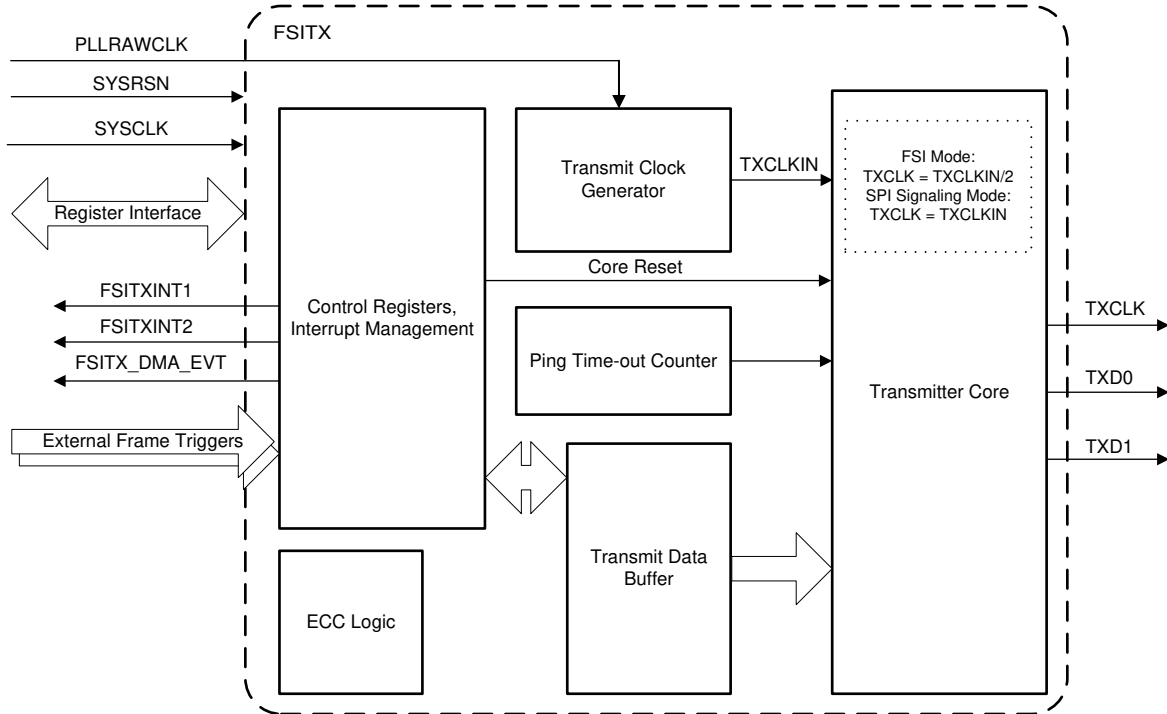 FSITX
PLLRAWCLK
SYSRSN
SYSCLK
Register Interface
FSITXINT1
FSITXINT2
FSITX_DMA_EVT
External Frame Triggers
Control Registers,
Interrupt Management
ECC Logic
Transmit Clock
Generator
TXCLKIN
Core Reset
Ping Time-out Counter
Transmit Data
Buffer
FSI Mode:
TXCLK = TXCLKIN/2
SPI Signaling Mode:
TXCLK = TXCLKIN
Transmitter Core
TXCLK
TXD0
TXD1